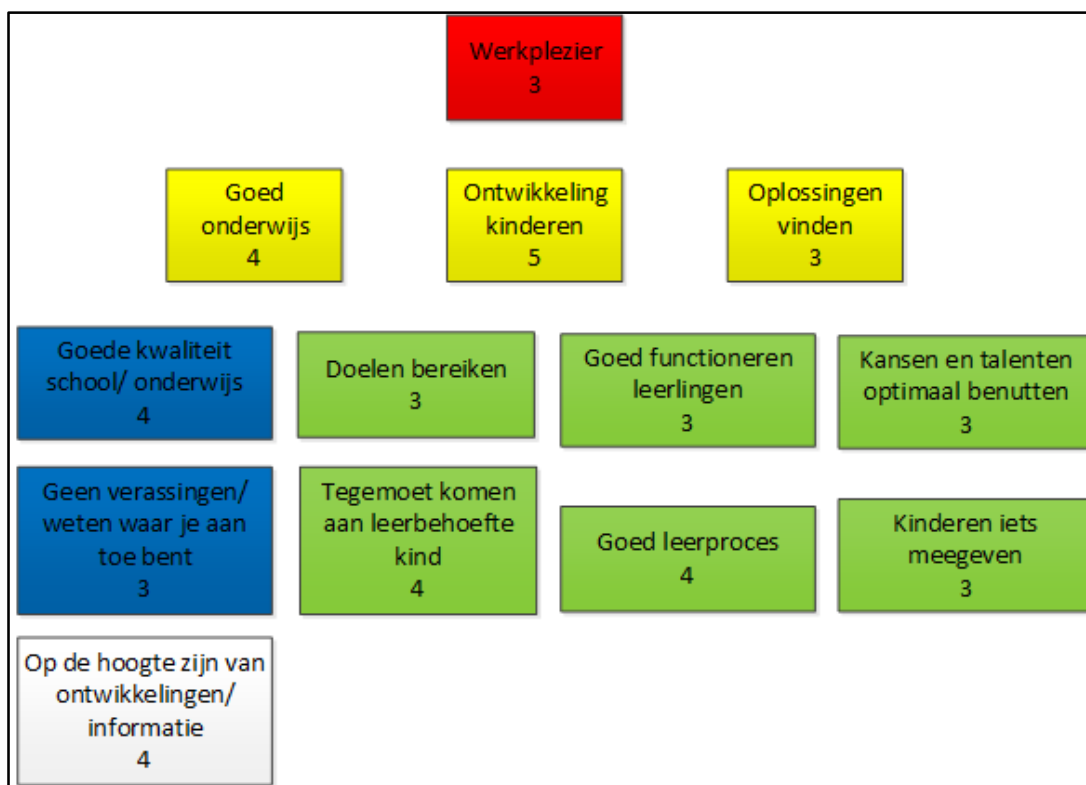 Werkplezier
3
Goed
onderwijs
4
Ontwikkeling
kinderen
5
Oplossingen
vinden
3
Goede kwaliteit
school/ onderwijs
4
Doelen bereiken
3
Goed functioneren
leerlingen
3
Kansen en talenten
optimaal benutten
3
Geen verassingen/
weten waar je aan
toe bent
3
Tegemoet komen
aan leerbehoefte
kind
4
Goed leerproces
4
Kinderen iets
meegeven
3
Op de hoogte zijn van
ontwikkelingen/
informatie
4